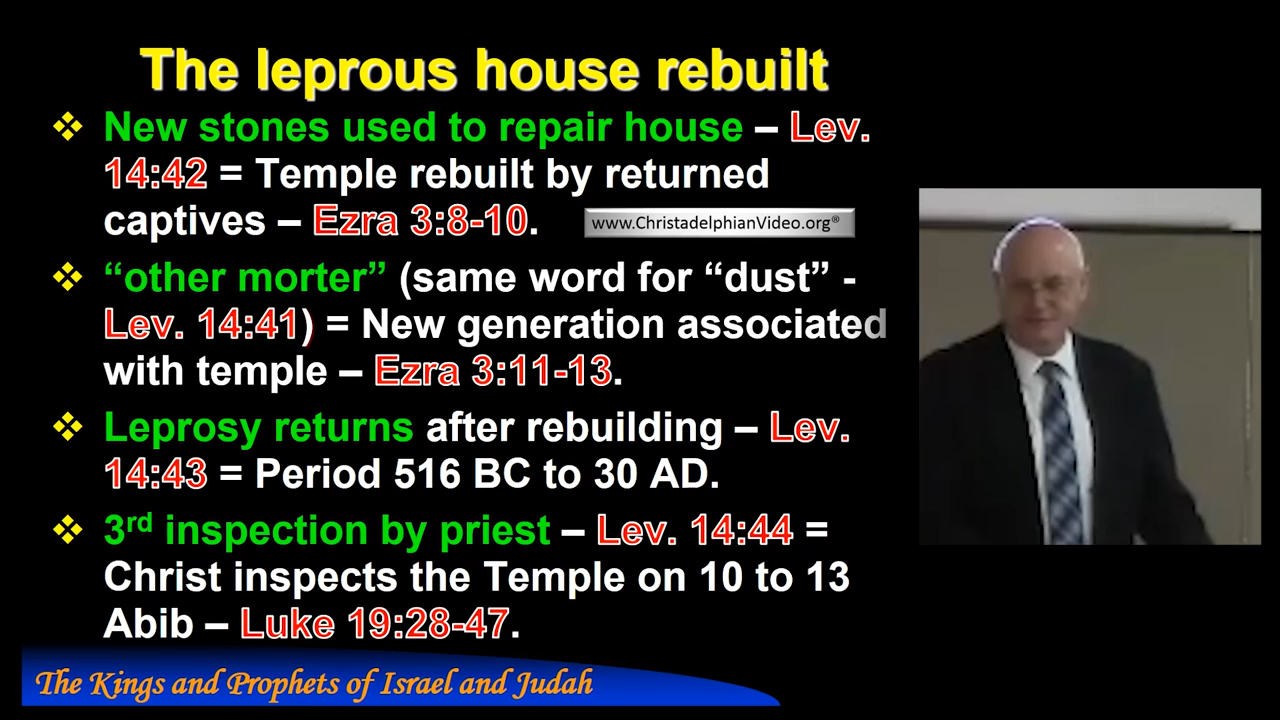 The leprous house rebuilt
❖ New stones used to repair house – Lev.
14:42 = Temple rebuilt by returned
captives – Ezra 3:8-10.
www.ChristadelphianVideo.org®
❖ “other morter” (same word for “dust” -
Lev. 14:41) = New generation associated
with temple – Ezra 3:11-13.
❖ Leprosy returns after rebuilding – Lev.
14:43 = Period 516 BC to 30 AD.
❖ 3rd inspection by priest – Lev. 14:44 =
Christ inspects the Temple on 10 to 13
Abib – Luke 19:28-47.
The Kings and Prophets of Israel and Judah